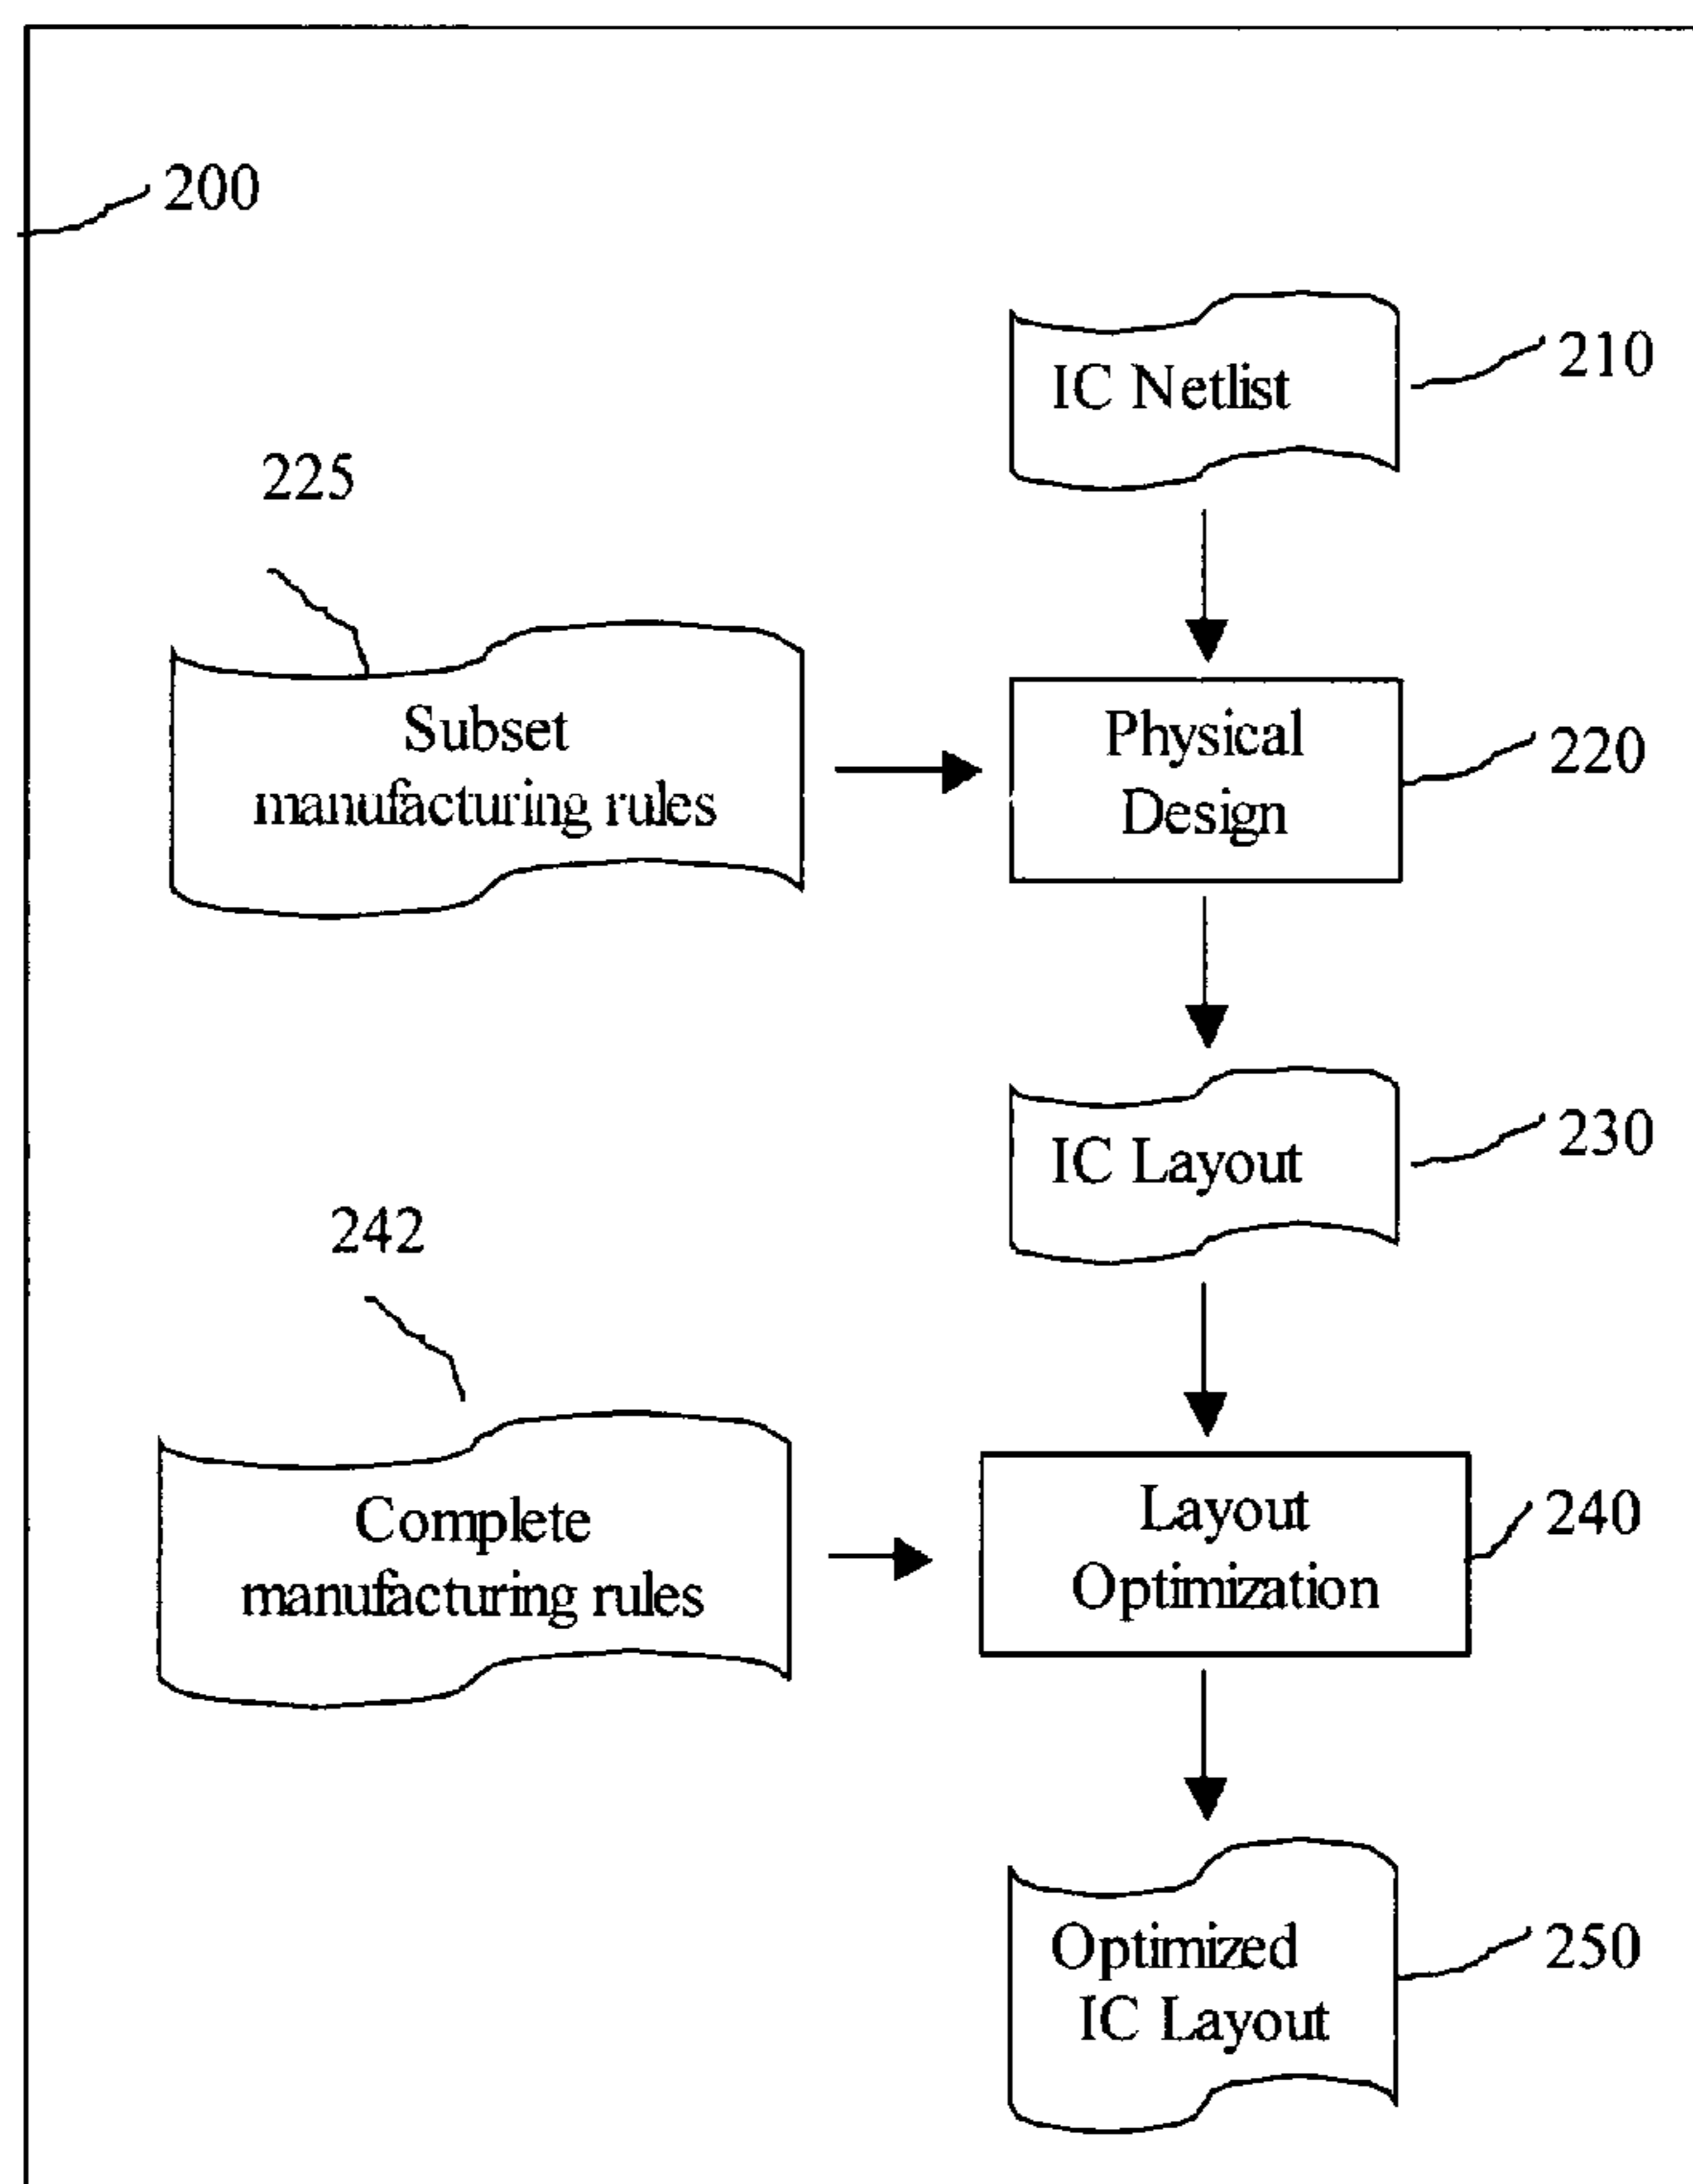 200
IC Netlist
210
225
Subset
manufacturing rules
Physical
Design
220
IC Layout
230
242
Complete
manufacturing rules
Layout
Optimization
240
Optimized
IC Layout
250